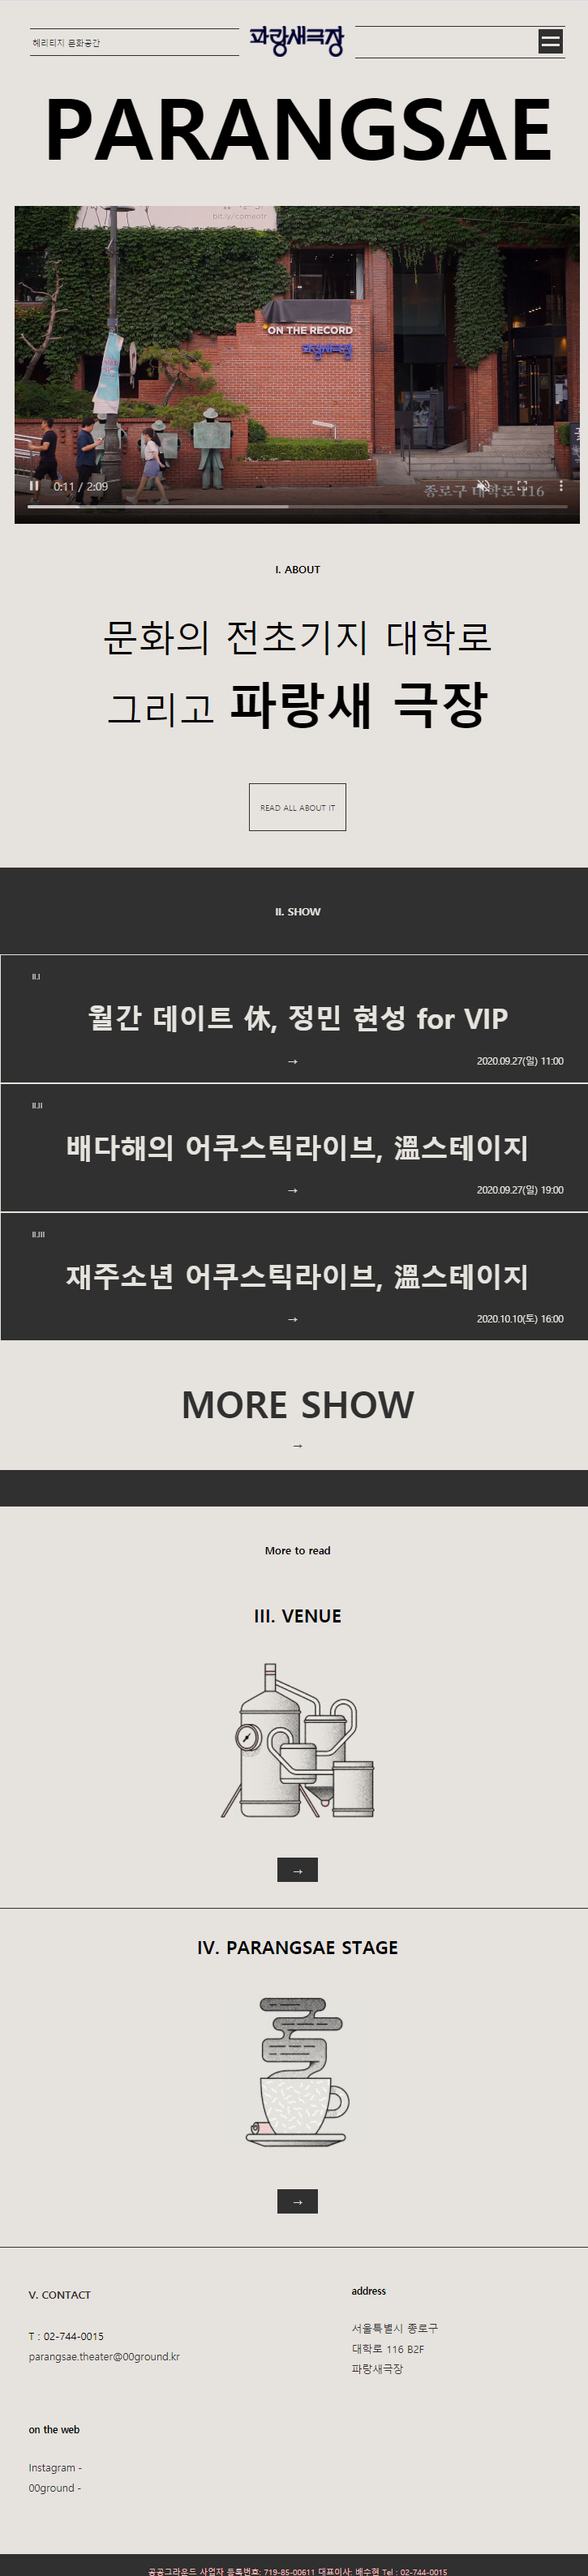 헤리티지 문화공간
파랑새극장
PARANGSAE
bit.ly/comeotr
ON THE RECORD
파랑새극장
0:11 / 2:09
종로구 대학로 116
I. ABOUT
문화의 전초기지 대학로
그리고 파랑새 극장
READ ALL ABOUT IT
II. SHOW
II.I
월간 데이트 休, 정민 현성 for VIP
→
2020.09.27(일) 11:00
II.II
배다해의 어쿠스틱라이브, 溫스테이지
→
2020.09.27(일) 19:00
II.III
재주소년 어쿠스틱라이브, 溫스테이지
→
2020.10.10(토) 16:00
MORE SHOW
→
More to read
III. VENUE
→
IV. PARANGSAE STAGE
→
V. CONTACT
T : 02-744-0015
parangsae.theater@00ground.kr
address
서울특별시 종로구
대학로 116 B2F
파랑새극장
on the web
Instagram -
00ground -
공공그라운드 사업자 등록번호: 719-85-00611 대표이사: 배수현 Tel : 02-744-0015